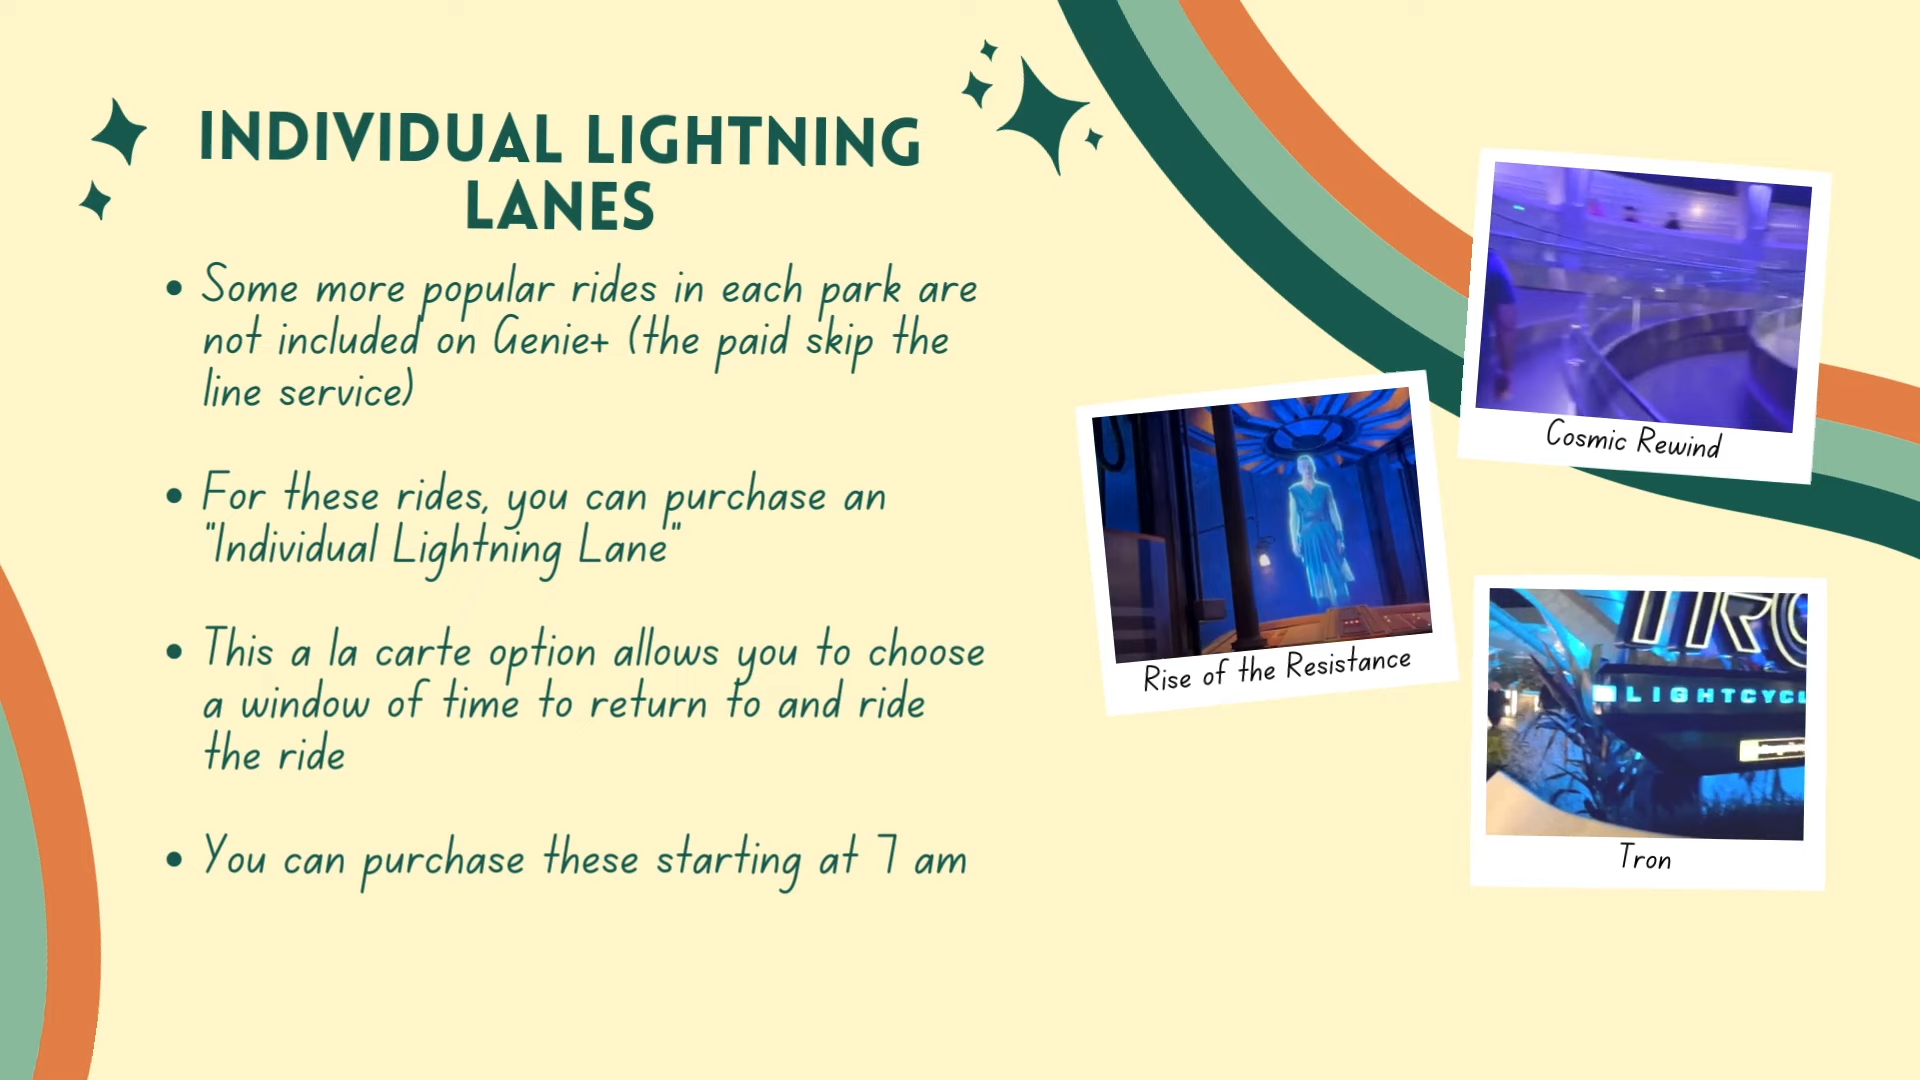 INDIVIDUAL LIGHTNING
LANES
• Some more popular rides in each park are
not included on Genie+ (the paid skip the
line service)
• For these rides, you can purchase an
"Individual Lightning Lane"
• This a la carte option allows you to choose
a window of time to return to and ride
the ride
• You can purchase these starting at 7 am
Cosmic Rewind
Rise of the Resistance
TRO
LIGHTCYCL
Tron